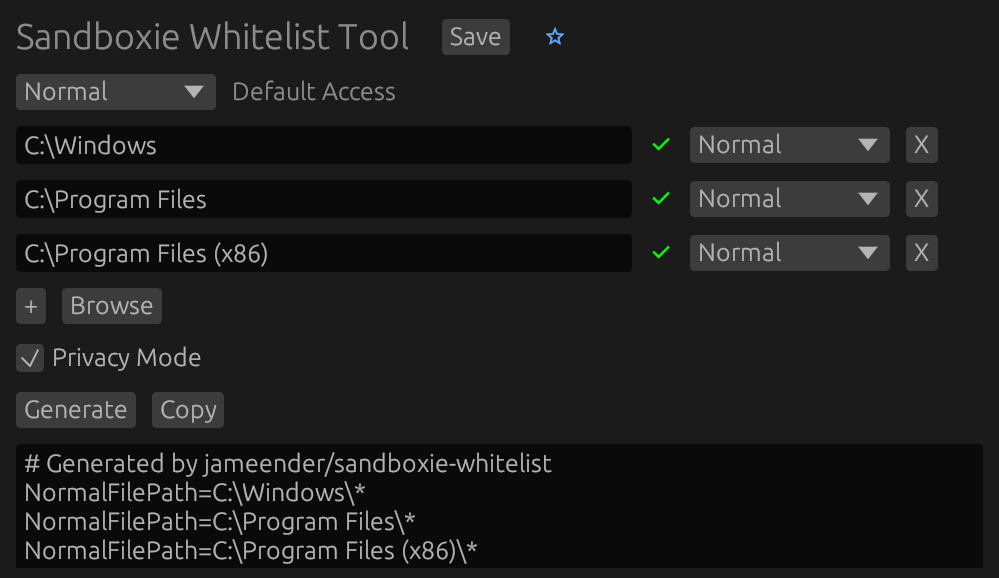 Sandboxie Whitelist Tool Save
Normal Default Access
C:\Windows Normal X
C:\Program Files Normal X
C:\Program Files (x86) Normal X
+ Browse
Privacy Mode
Generate Copy
# Generated by jameender/sandboxie-whitelist
NormalFilePath=C:\Windows\*
NormalFilePath=C:\Program Files\*
NormalFilePath=C:\Program Files (x86)\*